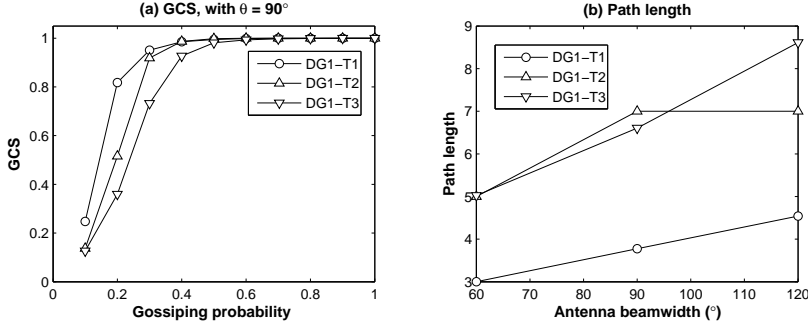 (a) GCS, with θ = 90°
GCS
1
0.8
0.6
0.4
0.2
0
0 0.2 0.4 0.6 0.8 1
Gossiping probability
DG1−T1
DG1−T2
DG1−T3
(b) Path length
Path length
9
8
7
6
5
4
3
60 70 80 90 100 110 120
Antenna beamwidth (°)
DG1−T1
DG1−T2
DG1−T3